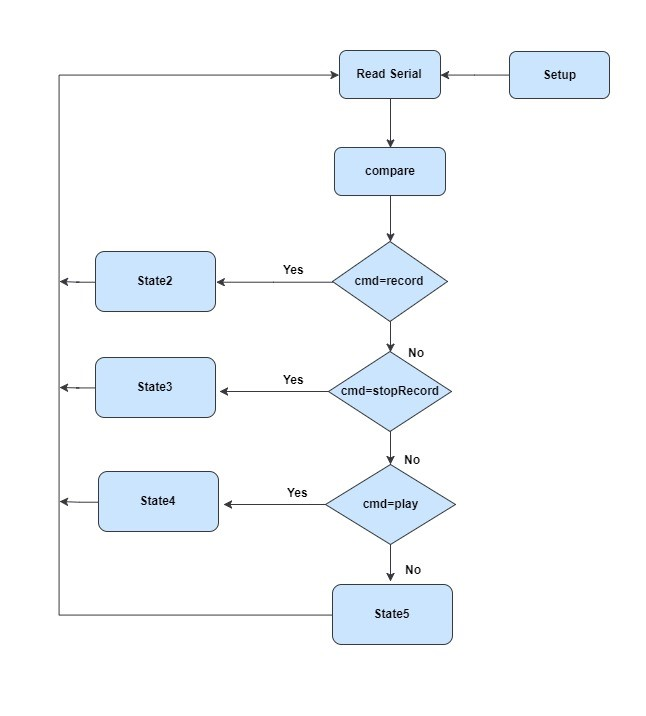 Read Serial
Setup
compare
Yes
State2
cmd=record
No
Yes
State3
cmd=stopRecord
No
Yes
State4
cmd=play
No
State5